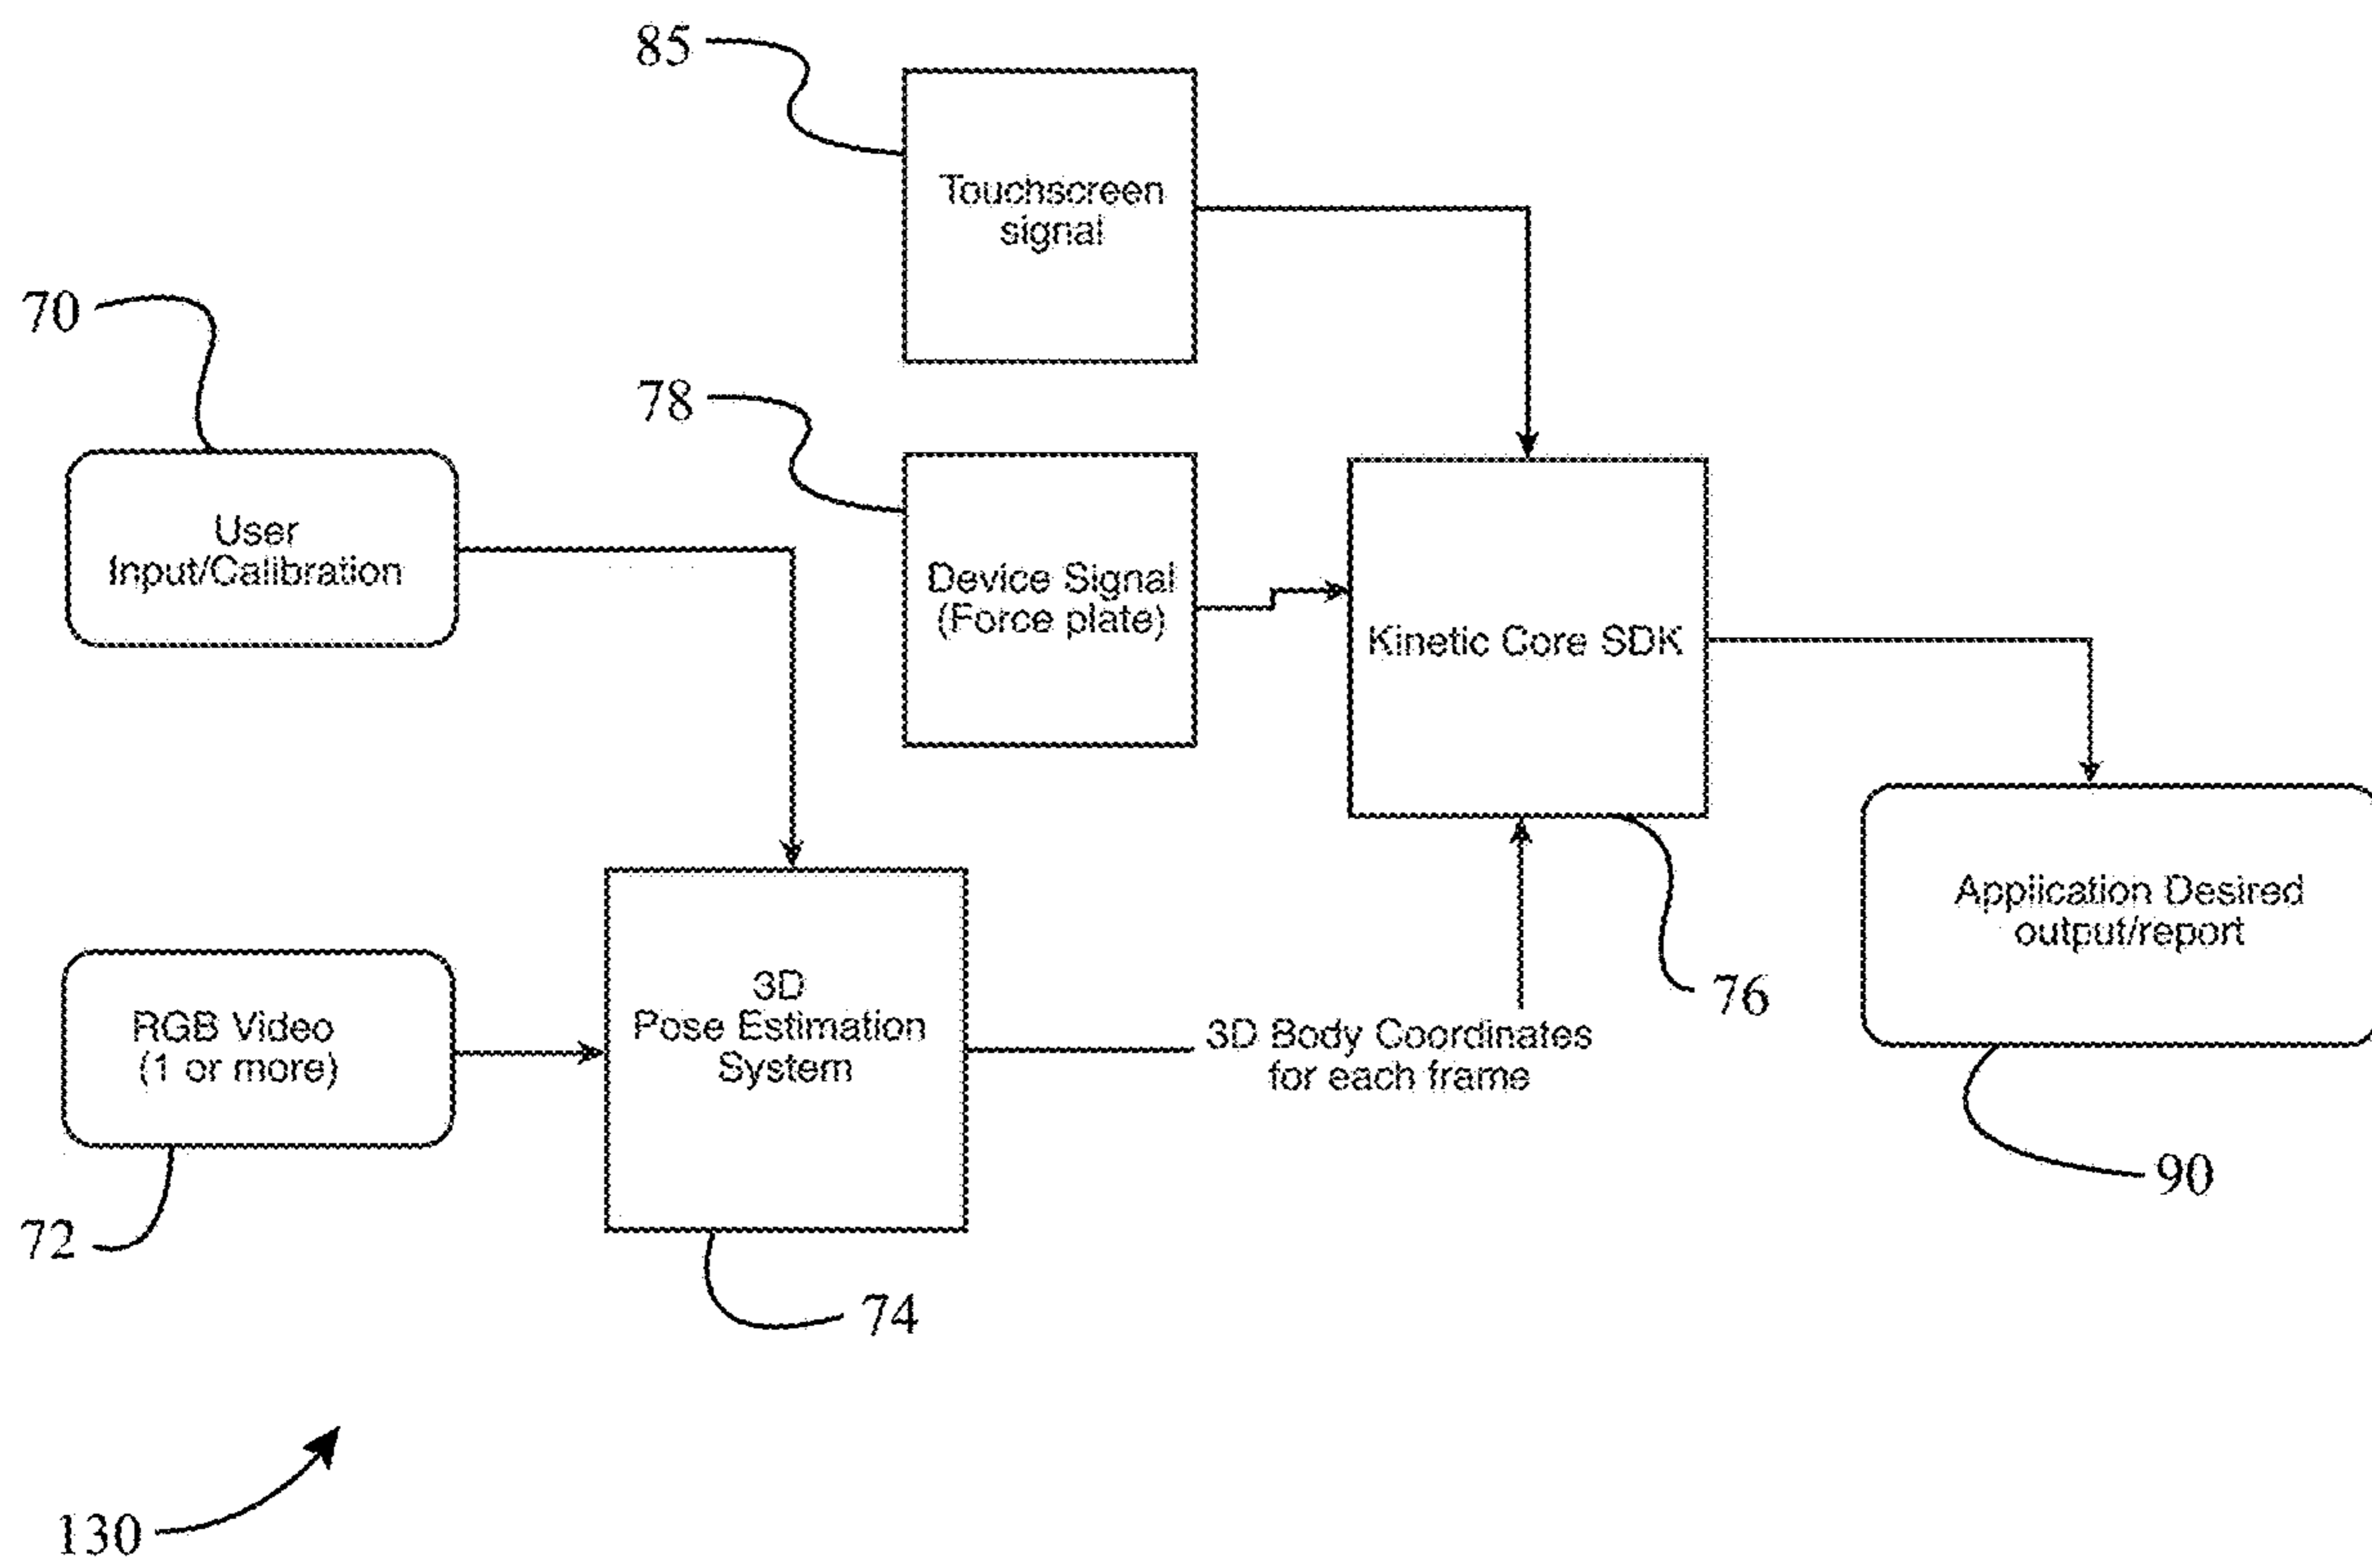 85
Touchscreen
signal
70
78
User
Input/Calibration
Device Signal
(Force plate)
Kinetic Core SDK
Application Desired
output/report
76
3D
Pose Estimation
System
RGB Video
(1 or more)
3D Body Coordinates
for each frame
90
72
74
130